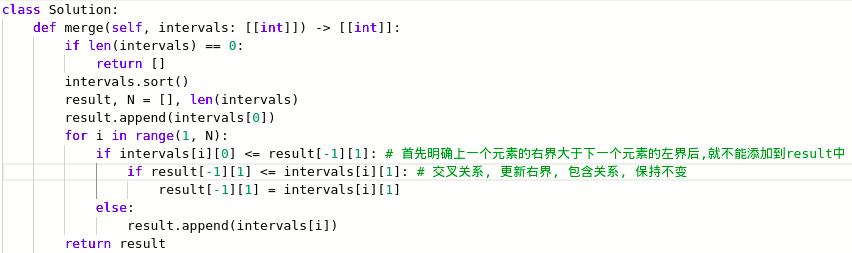 class Solution:
    def merge(self, intervals: [[int]]) -> [[int]]:
        if len(intervals) == 0:
            return []
        intervals.sort()
        result, N = [], len(intervals)
        result.append(intervals[0])
        for i in range(1, N):
            if intervals[i][0] <= result[-1][1]: # 首先明确上一个元素的右界大于下一个元素的左界后,就不能添加到result中
                if result[-1][1] <= intervals[i][1]: # 交叉关系, 更新右界, 包含关系, 保持不变
                    result[-1][1] = intervals[i][1]
            else:
                result.append(intervals[i])
        return result